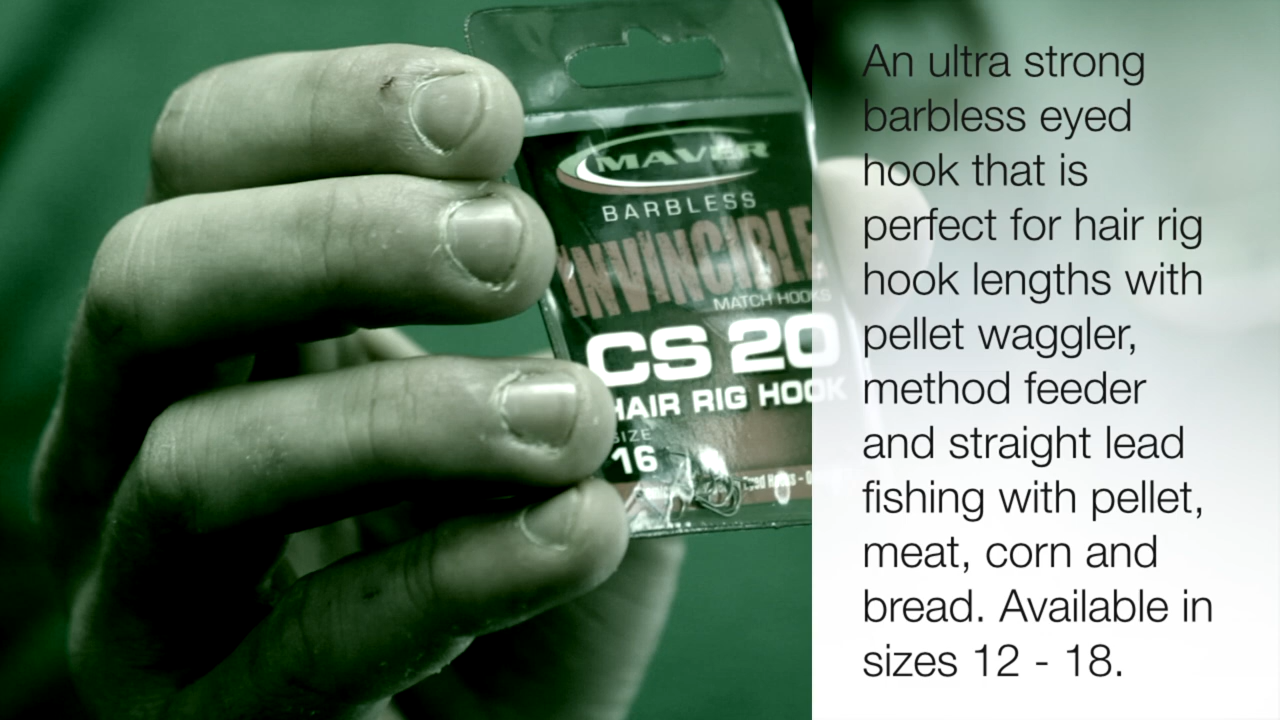 MAVER
BARBLESS
INVINCIBLE
MATCH HOOKS
CS 20
HAIR RIG HOOK
SIZE
16
An ultra strong
barbless eyed
hook that is
perfect for hair rig
hook lengths with
pellet waggler,
method feeder
and straight lead
fishing with pellet,
meat, corn and
bread. Available in
sizes 12 - 18.